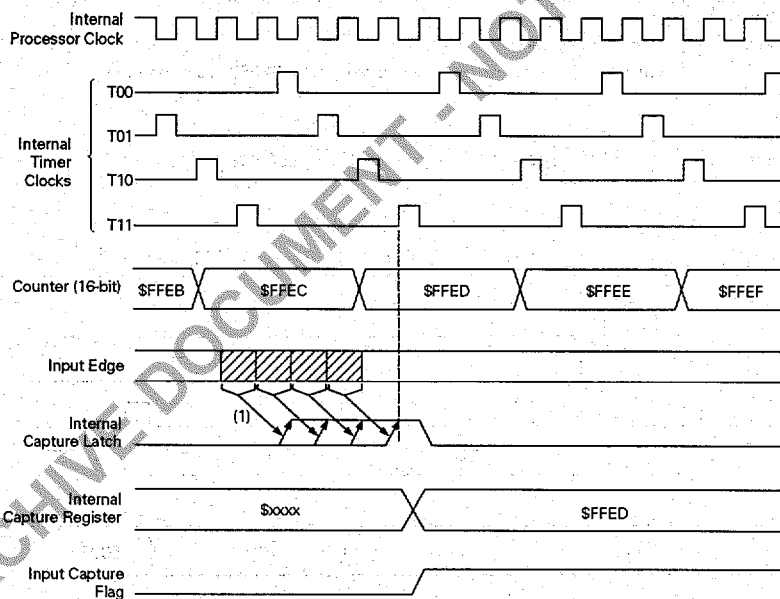 Internal
Processor Clock
T00
T01
Internal
Timer
Clocks
T10
T11
Counter (16-bit)
$FFEB
$FFEC
$FFED
$FFEE
$FFEF
Input Edge
(1)
Internal
Capture Latch
Internal
Capture Register
$xxxx
$FFED
Input Capture
Flag
ARCHIVE DOCUMENT - NOT